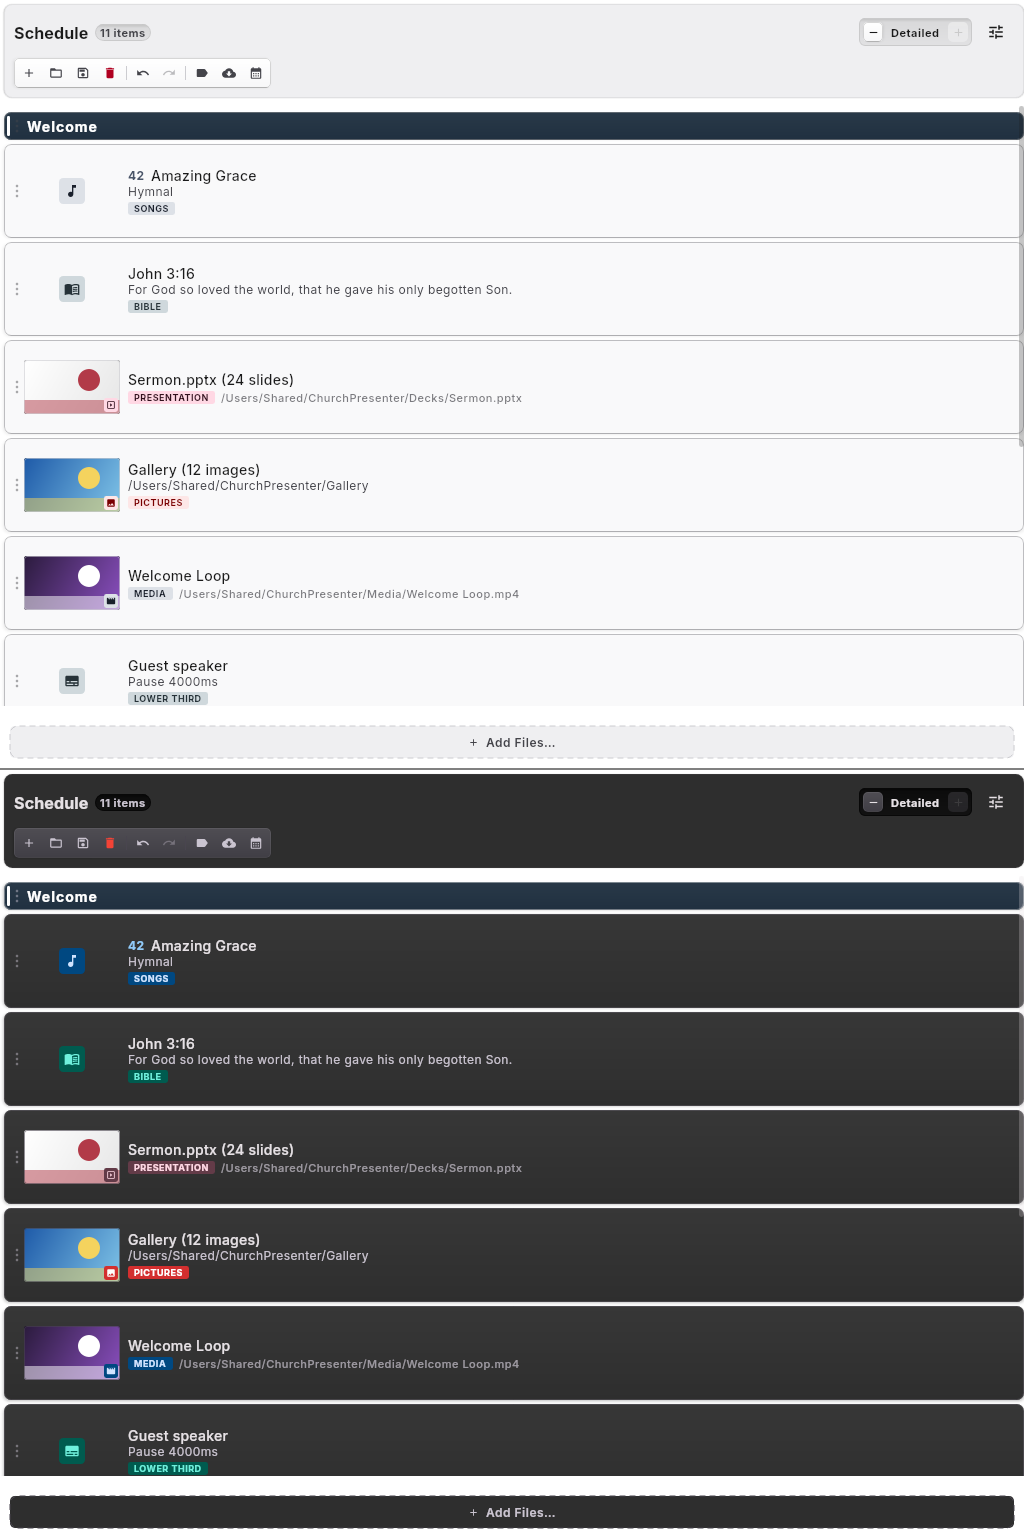 Schedule 11 items
Detailed
Welcome
42 Amazing Grace
Hymnal
SONGS
John 3:16
For God so loved the world, that he gave his only begotten Son.
BIBLE
Sermon.pptx (24 slides)
PRESENTATION /Users/Shared/ChurchPresenter/Decks/Sermon.pptx
Gallery (12 images)
/Users/Shared/ChurchPresenter/Gallery
PICTURES
Welcome Loop
MEDIA /Users/Shared/ChurchPresenter/Media/Welcome Loop.mp4
Guest speaker
Pause 4000ms
LOWER THIRD
+ Add Files...
Schedule 11 items
Detailed
Welcome
42 Amazing Grace
Hymnal
SONGS
John 3:16
For God so loved the world, that he gave his only begotten Son.
BIBLE
Sermon.pptx (24 slides)
PRESENTATION /Users/Shared/ChurchPresenter/Decks/Sermon.pptx
Gallery (12 images)
/Users/Shared/ChurchPresenter/Gallery
PICTURES
Welcome Loop
MEDIA /Users/Shared/ChurchPresenter/Media/Welcome Loop.mp4
Guest speaker
Pause 4000ms
LOWER THIRD
+ Add Files...